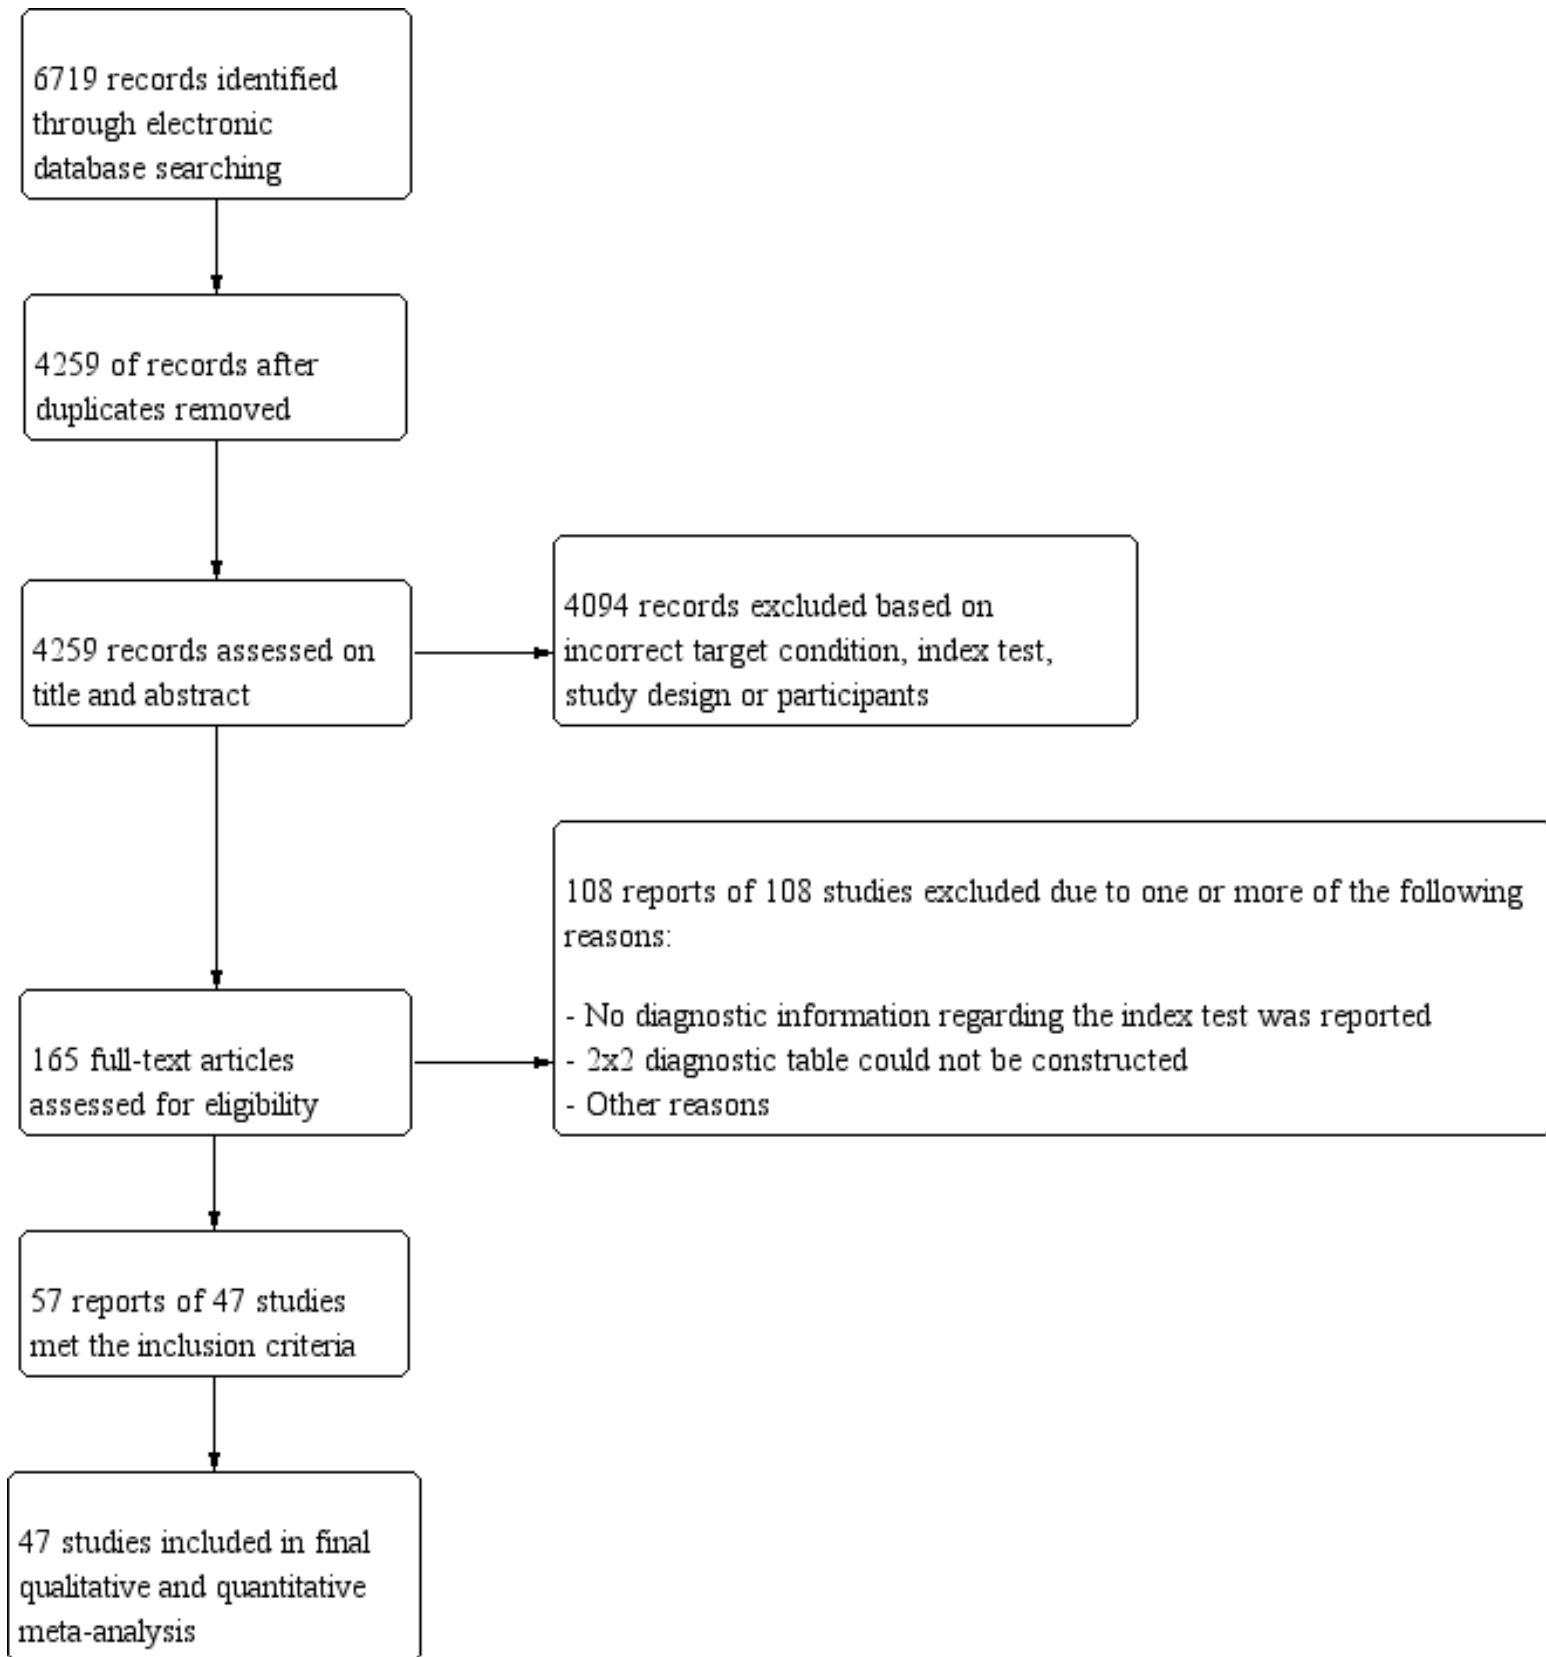 6719 records identified
through electronic
database searching
4259 of records after
duplicates removed
4259 records assessed on
title and abstract
4094 records excluded based on
incorrect target condition, index test,
study design or participants
165 full-text articles
assessed for eligibility
108 reports of 108 studies excluded due to one or more of the following
reasons:
- No diagnostic information regarding the index test was reported
- 2x2 diagnostic table could not be constructed
- Other reasons
57 reports of 47 studies
met the inclusion criteria
47 studies included in final
qualitative and quantitative
meta-analysis